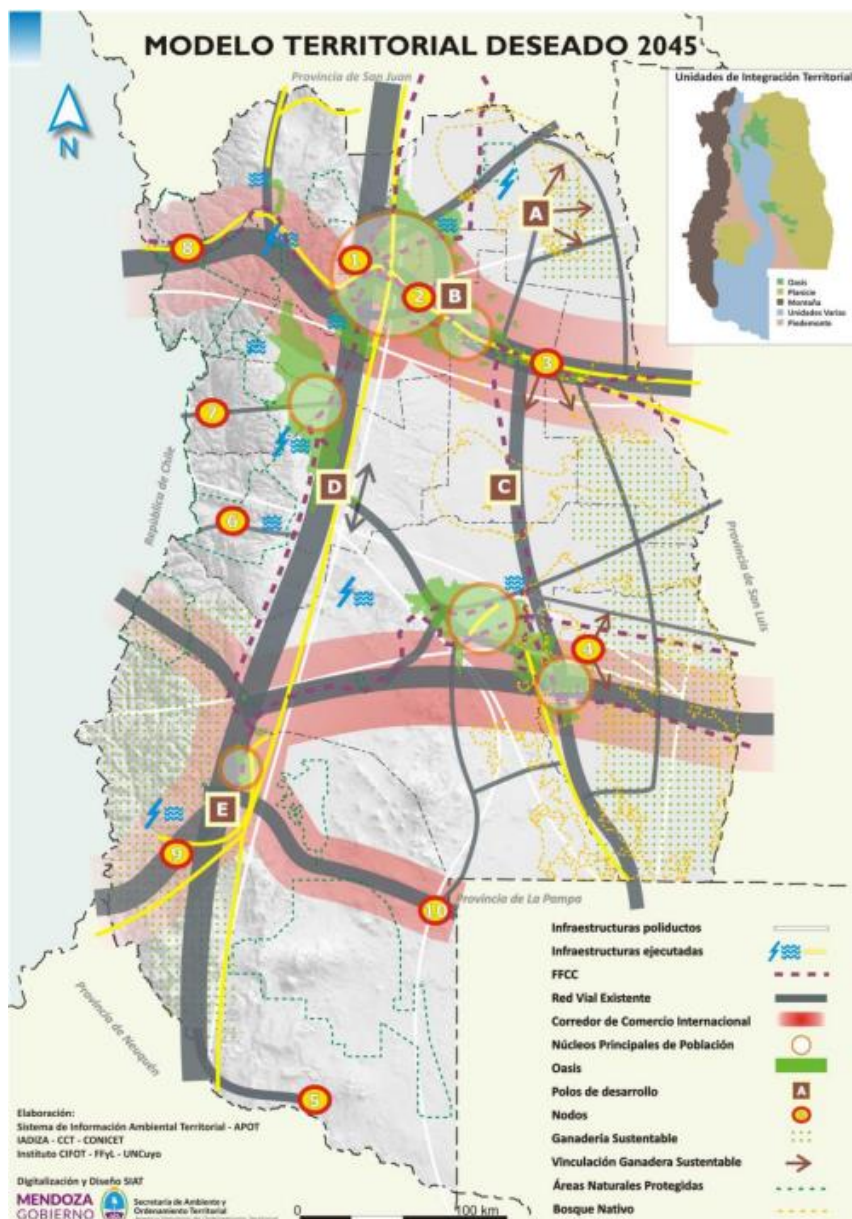 MODELO TERRITORIAL DESEADO 2045
Provincia de San Juan
Unidades de Integración Territorial
N
Oasis
Planicie
Montaña
Unidades Varias
Piedemonte
A
8
1
2
B
3
7
República de Chile
D
C
6
Provincia de San Luis
4
E
9
10
Provincia de La Pampa
Provincia de Neuquén
5
Infraestructuras poliductos
Infraestructuras ejecutadas
FFCC
Red Vial Existente
Corredor de Comercio Internacional
Núcleos Principales de Población
Oasis
Polos de desarrollo
A
Nodos
Ganadería Sustentable
Vinculación Ganadera Sustentable
Áreas Naturales Protegidas
Bosque Nativo
Elaboración:
Sistema de Información Ambiental Territorial - APOT
IADIZA - CCT - CONICET
Instituto CIFOT - FFyL - UNCuyo
Digitalización y Diseño SIAT
MENDOZA
GOBIERNO
Secretaría de Ambiente y
Ordenamiento Territorial
0
100 km